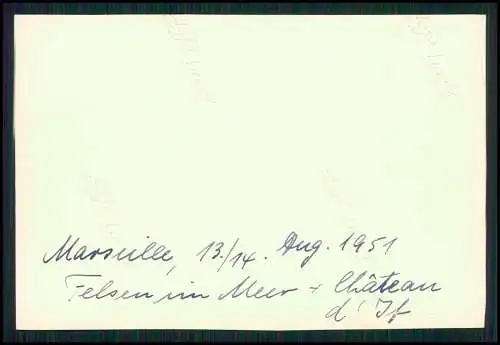 Marseille, 13./14. Aug. 1951
Felsen im Meer + Château
d'If